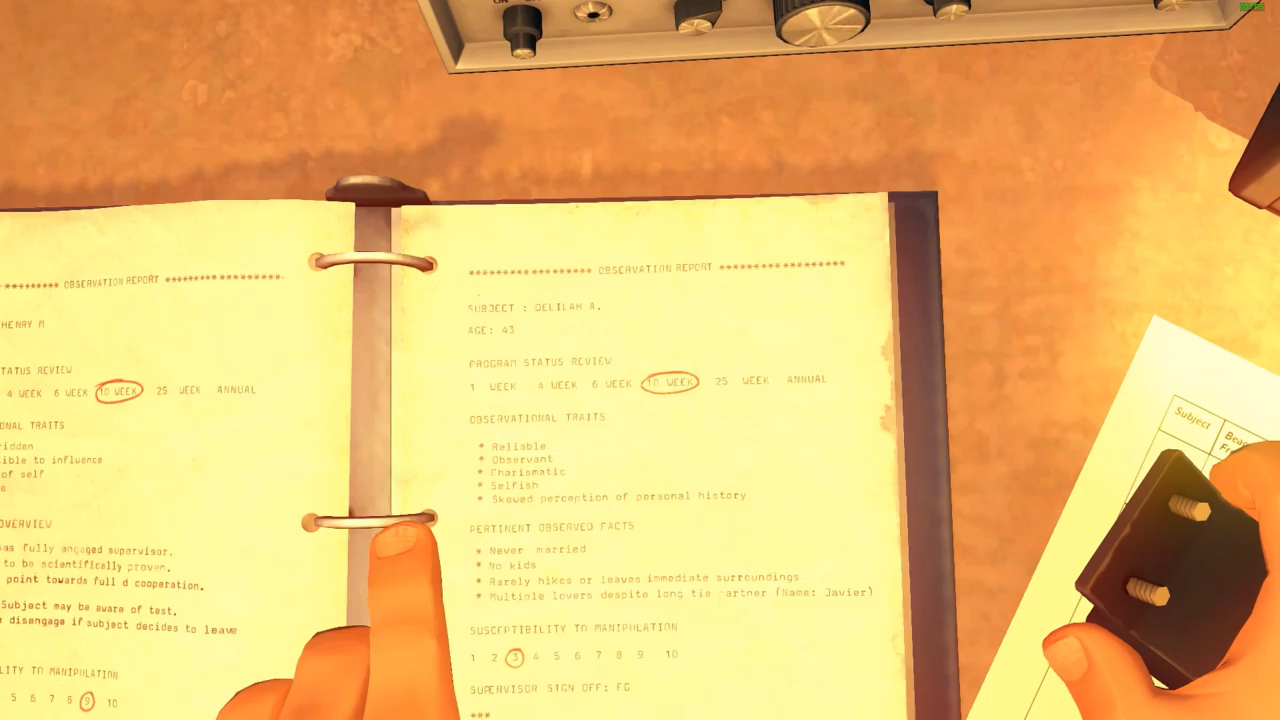 ***************** OBSERVATION REPORT *****************
HENRY M
TATUS REVIEW
4 WEEK 6 WEEK 10 WEEK 25 WEEK ANNUAL
ONAL TRAITS
ridden
ible to influence
of self
OVERVIEW
as fully engaged supervisor.
to be scientifically proven.
point towards full d cooperation.
Subject may be aware of test.
disengage if subject decides to leave
LITY TO MANIPULATION
5 6 7 8 9 10
****************** OBSERVATION REPORT ******************
SUBJECT : DELILAH A.
AGE: 43
PROGRAM STATUS REVIEW
1 WEEK 4 WEEK 6 WEEK 10 WEEK 25 WEEK ANNUAL
OBSERVATIONAL TRAITS
* Reliable
* Observant
* Charismatic
* Selfish
* Skewed perception of personal history
PERTINENT OBSERVED FACTS
* Never married
* No kids
* Rarely hikes or leaves immediate surroundings
* Multiple lovers despite long tie partner (Name: Javier)
SUSCEPTIBILITY TO MANIPULATION
1 2 3 4 5 6 7 8 9 10
SUPERVISOR SIGN OFF: FG
***
Subject